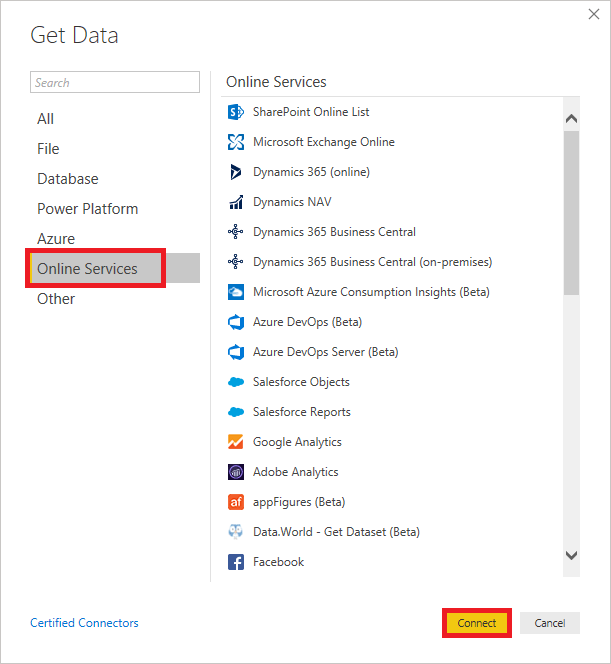 Get Data
Search
All
File
Database
Power Platform
Azure
Online Services
Other
Online Services
SharePoint Online List
Microsoft Exchange Online
Dynamics 365 (online)
Dynamics NAV
Dynamics 365 Business Central
Dynamics 365 Business Central (on-premises)
Microsoft Azure Consumption Insights (Beta)
Azure DevOps (Beta)
Azure DevOps Server (Beta)
Salesforce Objects
Salesforce Reports
Google Analytics
Adobe Analytics
appFigures (Beta)
Data.World - Get Dataset (Beta)
Facebook
Certified Connectors
Connect
Cancel